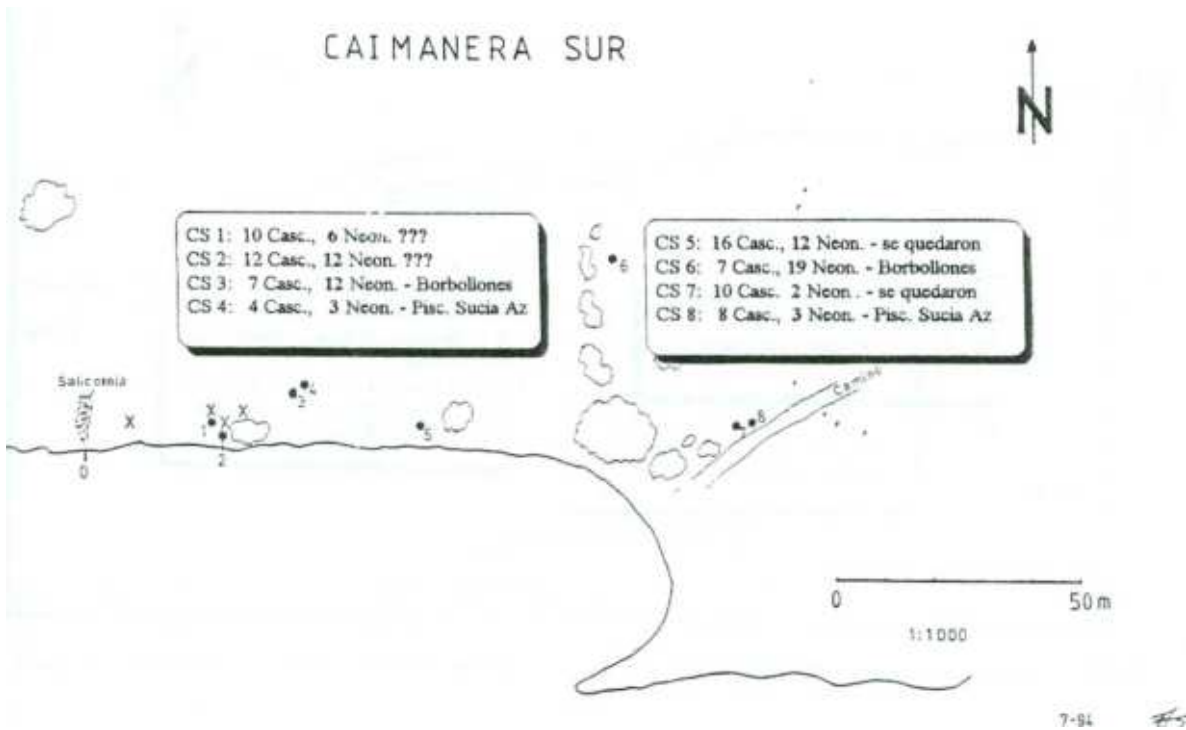 CAIMANERA SUR
N
CS 1: 10 Casc., 6 Neon. ???
CS 2: 12 Casc., 12 Neon. ???
CS 3: 7 Casc., 12 Neon. - Borbollones
CS 4: 4 Casc., 3 Neon. - Pisc. Sucia Az
CS 5: 16 Casc., 12 Neon. - se quedaron
CS 6: 7 Casc., 19 Neon. - Borbollones
CS 7: 10 Casc. 2 Neon. - se quedaron
CS 8: 8 Casc., 3 Neon. - Pisc. Sucia Az
6
Salicornia
X
X
X
X
4
3
1
2
0
5
7
8
Camino
0
50 m
1:1000
7-94